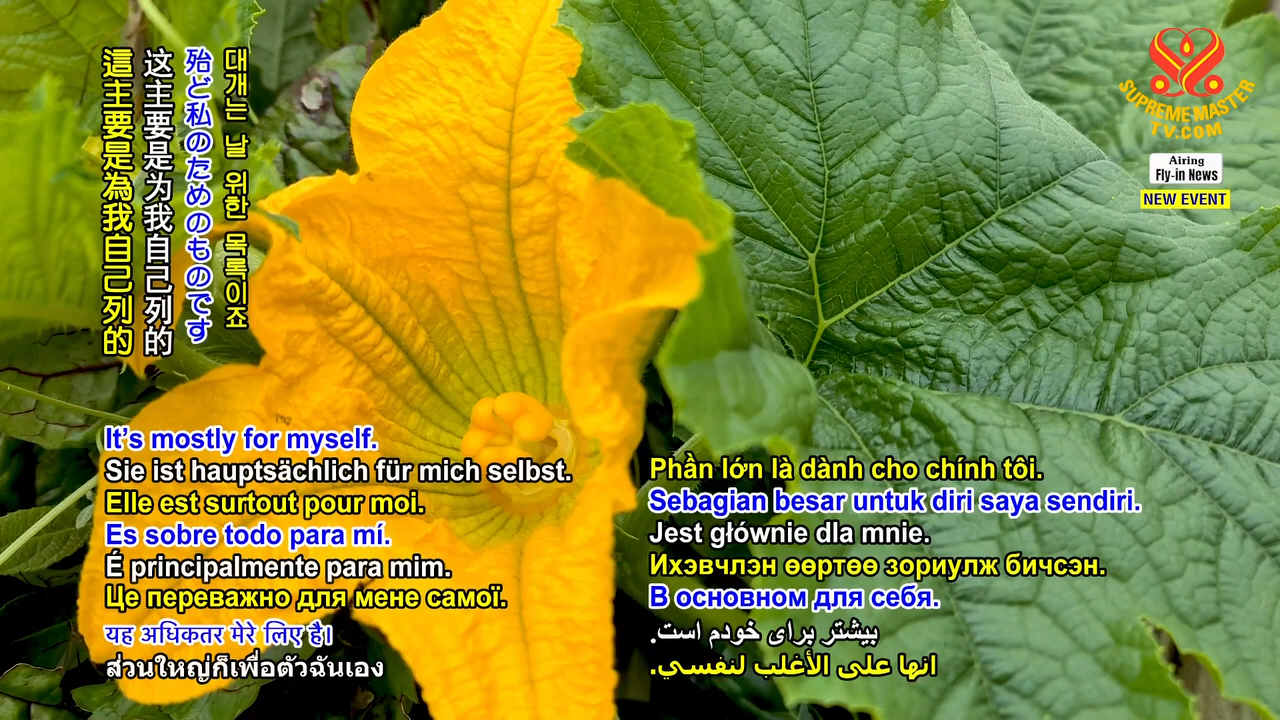 這主要是為我自己列的
这主要是为我自己列的
殆ど私のためのものです
대개는 날 위한 목록이죠
SUPREME MASTER
TV.COM
Airing
Fly-in News
NEW EVENT
It's mostly for myself.
Sie ist hauptsächlich für mich selbst.
Elle est surtout pour moi.
Es sobre todo para mí.
É principalmente para mim.
Це переважно для мене самої.
यह अधिकतर मेरे लिए है।
ส่วนใหญ่ก็เพื่อตัวฉันเอง
Phần lớn là dành cho chính tôi.
Sebagian besar untuk diri saya sendiri.
Jest głównie dla mnie.
Ихэвчлэн өөртөө зориулж бичсэн.
В основном для себя.
بیشتر برای خودم است.
انها على الأغلب لنفسي.